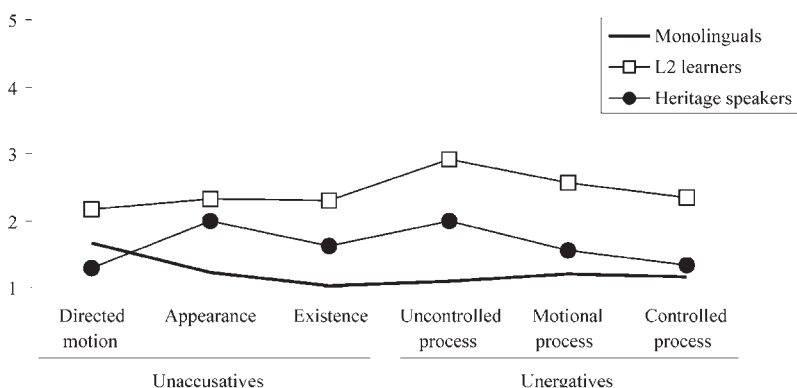 5
Monolinguals
L2 learners
4
Heritage speakers
3
2
1
Directed motion
Appearance
Existence
Uncontrolled process
Motional process
Controlled process
Unaccusatives
Unergatives